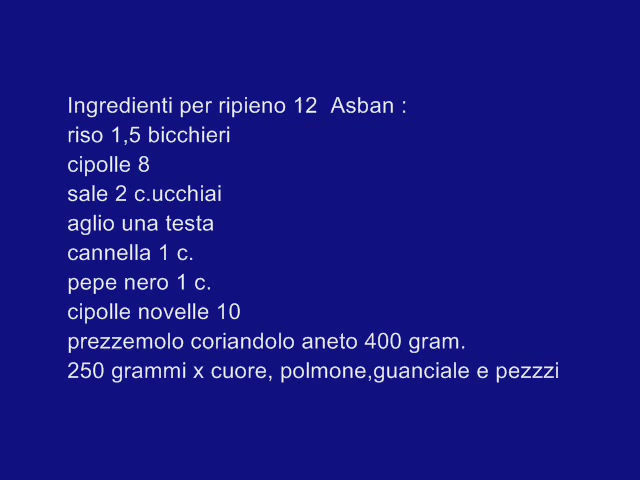 Ingredienti per ripieno 12  Asban :
riso 1,5 bicchieri
cipolle 8
sale 2 c.ucchiai
aglio una testa
cannella 1 c.
pepe nero 1 c.
cipolle novelle 10
prezzemolo coriandolo aneto 400 gram.
250 grammi x cuore, polmone,guanciale e pezzzi